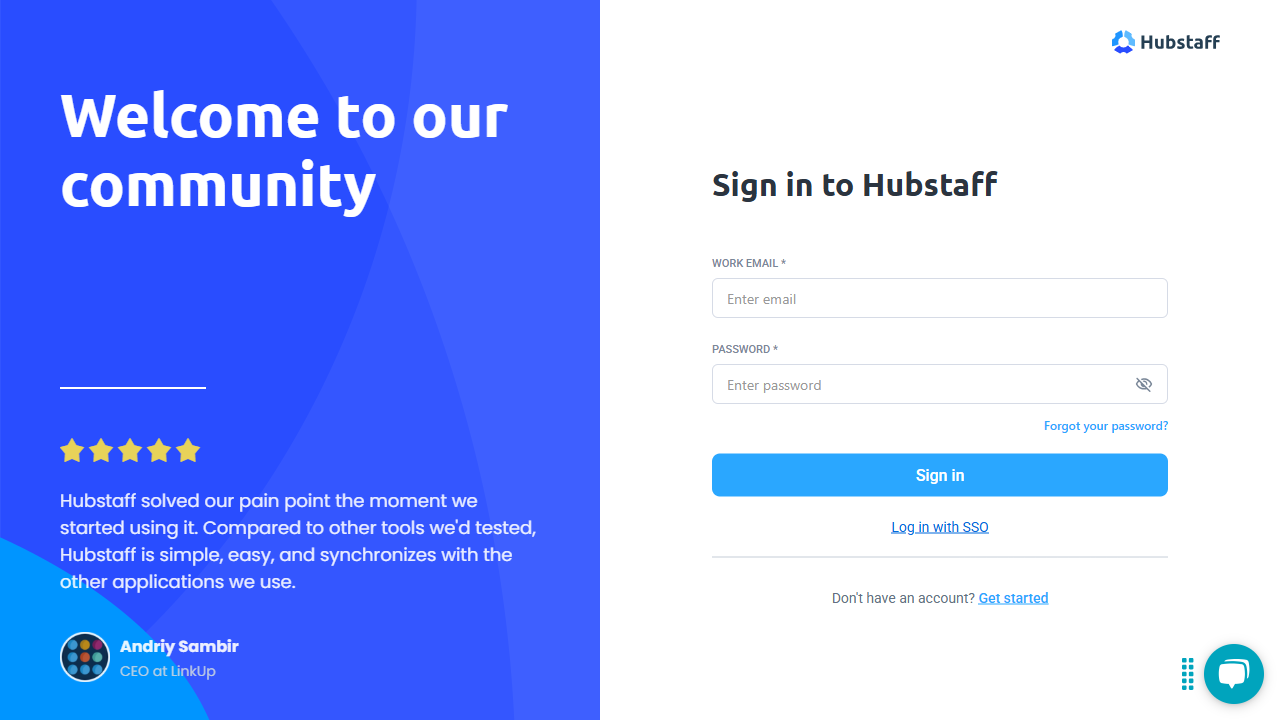 Welcome to our
community
Hubstaff solved our pain point the moment we
started using it. Compared to other tools we'd tested,
Hubstaff is simple, easy, and synchronizes with the
other applications we use.
Andriy Sambir
CEO at LinkUp
Hubstaff
Sign in to Hubstaff
WORK EMAIL *
Enter email
PASSWORD *
Enter password
Forgot your password?
Sign in
Log in with SSO
Don't have an account? Get started